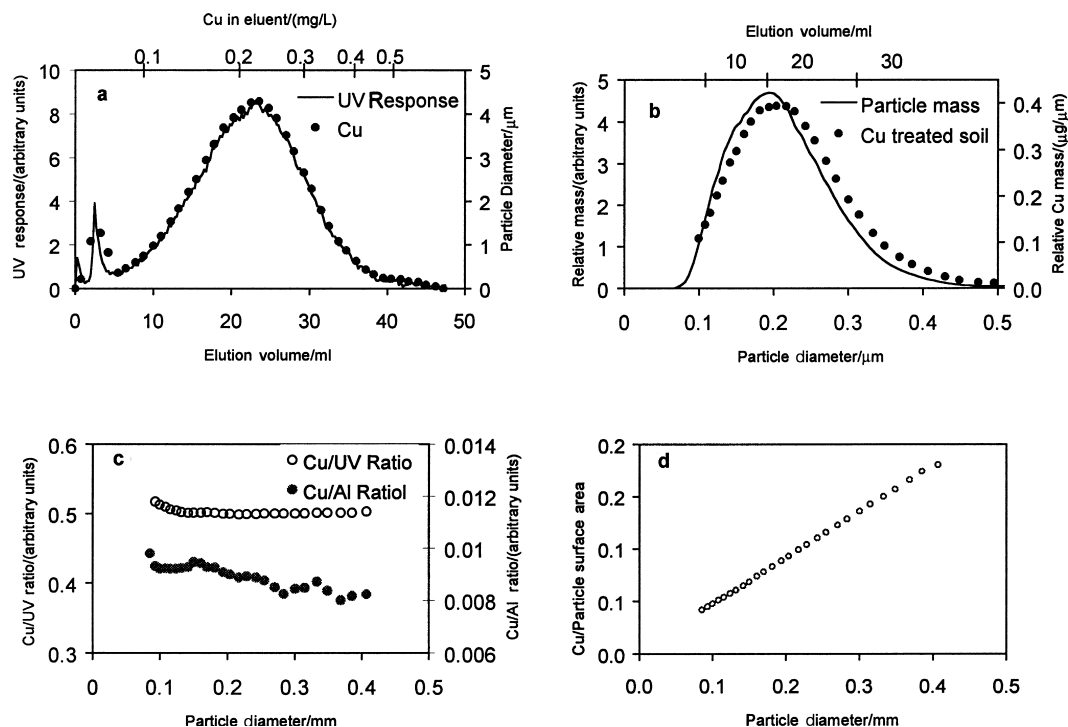 Cu in eluent/(mg/L)
0.1 0.2 0.3 0.4 0.5
10 8 6 4 2 0
UV response/(arbitrary units)
a
UV Response
Cu
5 4 3 2 1 0
Particle Diameter/μm
0 10 20 30 40 50
Elution volume/ml
Elution volume/ml
10 20 30
5 4 3 2 1 0
Relative mass/(arbitrary units)
b
Particle mass
Cu treated soil
0.4 0.3 0.2 0.1 0.0
Relative Cu mass/(μg/μm)
0 0.1 0.2 0.3 0.4 0.5
Particle diameter/μm
0.6 0.5 0.4 0.3
Cu/UV ratio/(arbitrary units)
c
Cu/UV Ratio
Cu/Al Ratiol
0.014 0.012 0.01 0.008 0.006
Cu/Al ratio/(arbitrary units)
0 0.1 0.2 0.3 0.4 0.5
Particle diameter/mm
0.2 0.2 0.1 0.1 0.0
Cu/Particle surface area
d
0.0 0.1 0.2 0.3 0.4 0.5
Particle diameter/mm